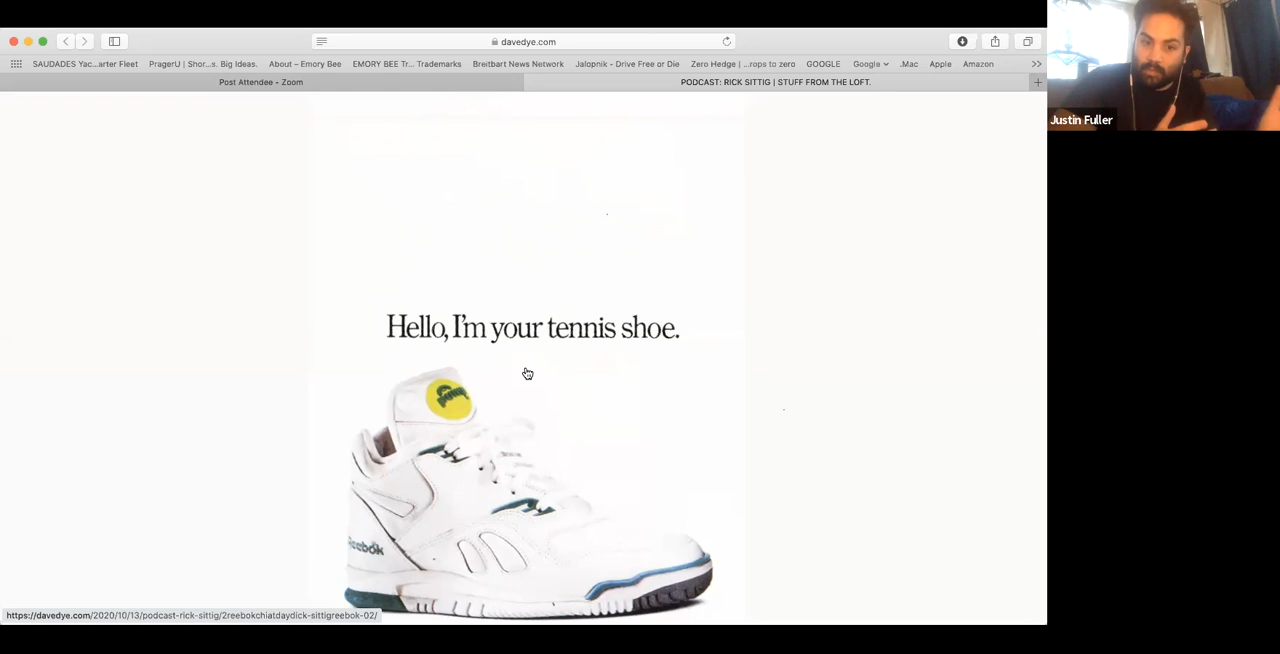 davedye.com
SAUDADES Yac...arter Fleet PragerU | Shor...s. Big Ideas. About – Emory Bee EMORY BEE Tr... Trademarks Breitbart News Network Jalopnik - Drive Free or Die Zero Hedge | ...rops to zero GOOGLE Google .Mac Apple Amazon
Post Attendee - Zoom
PODCAST: RICK SITTIG | STUFF FROM THE LOFT.
Justin Fuller
Hello, I'm your tennis shoe.
PUMP
Reebok
https://davedye.com/2020/10/13/podcast-rick-sittig/2reebokchiatdaydick-sittigreebok-02/